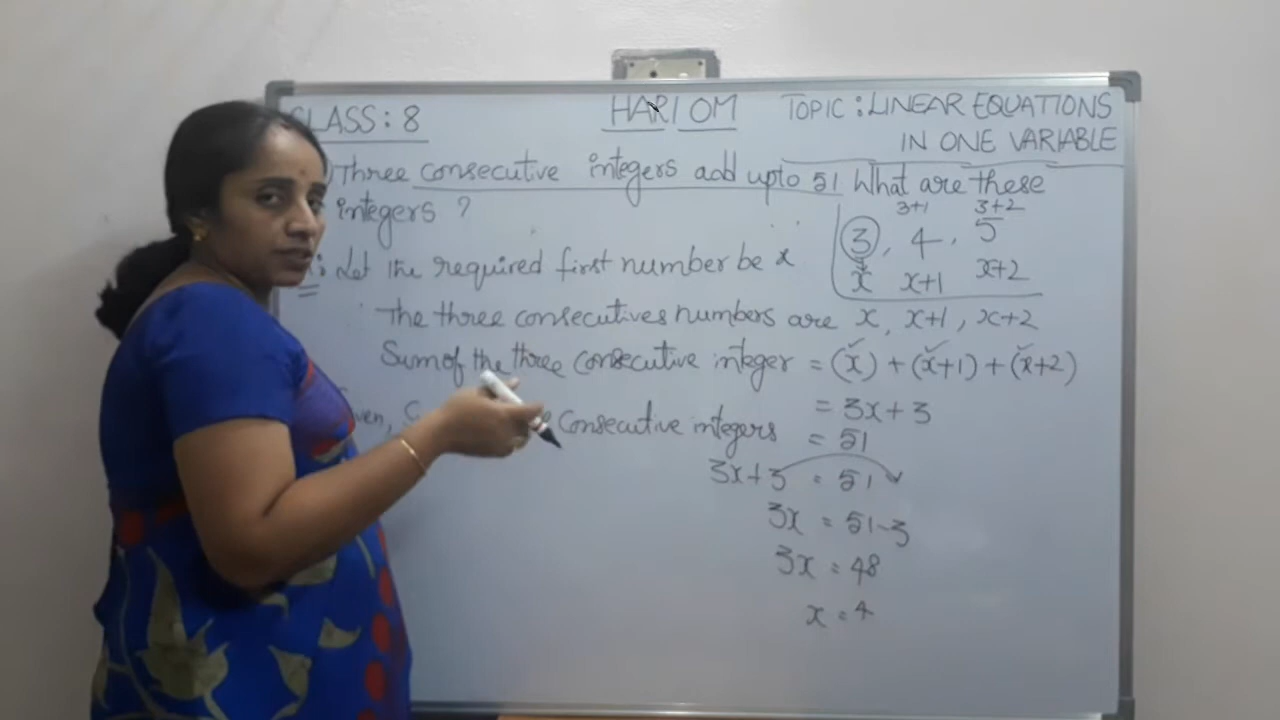 CLASS: 8
HARI OM
TOPIC: LINEAR EQUATIONS
IN ONE VARIABLE
Three consecutive integers add upto 51 What are these
integers ?
3+1 3+2
3, 4, 5
x x+1 x+2
Let the required first number be x
The three consecutives numbers are x, x+1, x+2
Sum of the three consecutive integer = (x) + (x+1) + (x+2)
= 3x+3
consecutive integers = 51
3x+3 = 51
3x = 51-3
3x = 48
x = 4